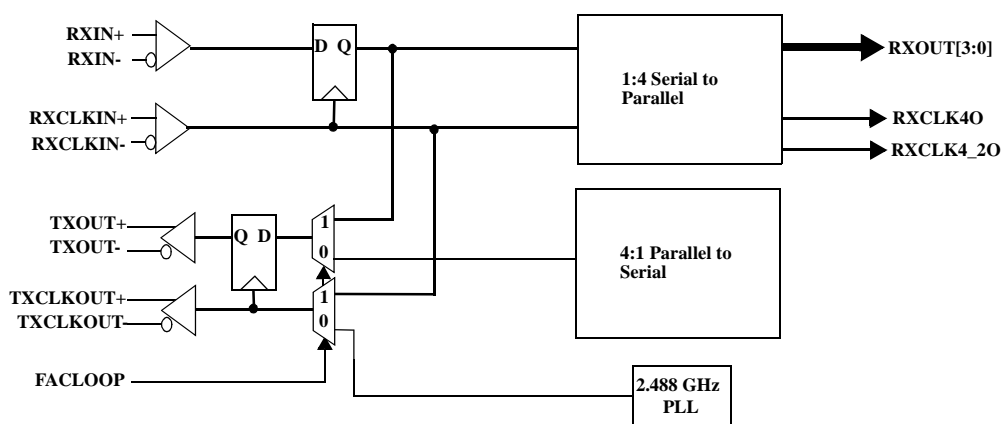 RXIN+
RXIN-
D Q
1:4 Serial to
Parallel
RXOUT[3:0]
RXCLKIN+
RXCLKIN-
RXCLK4O
RXCLK4_2O
TXOUT+
TXOUT-
Q D
1
0
4:1 Parallel to
Serial
TXCLKOUT+
TXCLKOUT-
1
0
FACLOOP
2.488 GHz
PLL